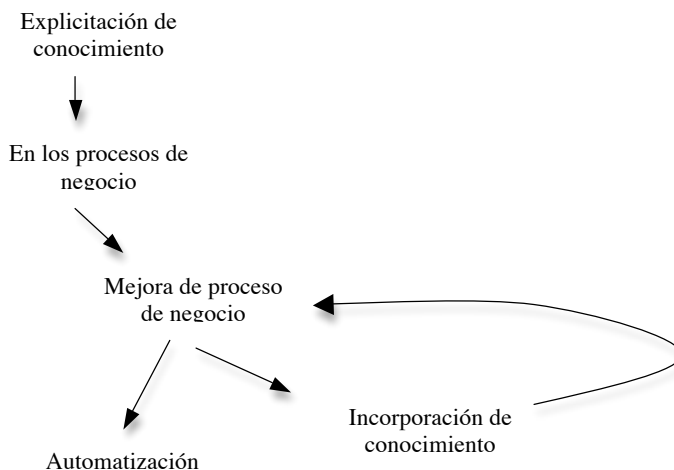 Explicitación de
conocimiento
En los procesos de
negocio
Mejora de proceso
de negocio
Incorporación de
conocimiento
Automatización